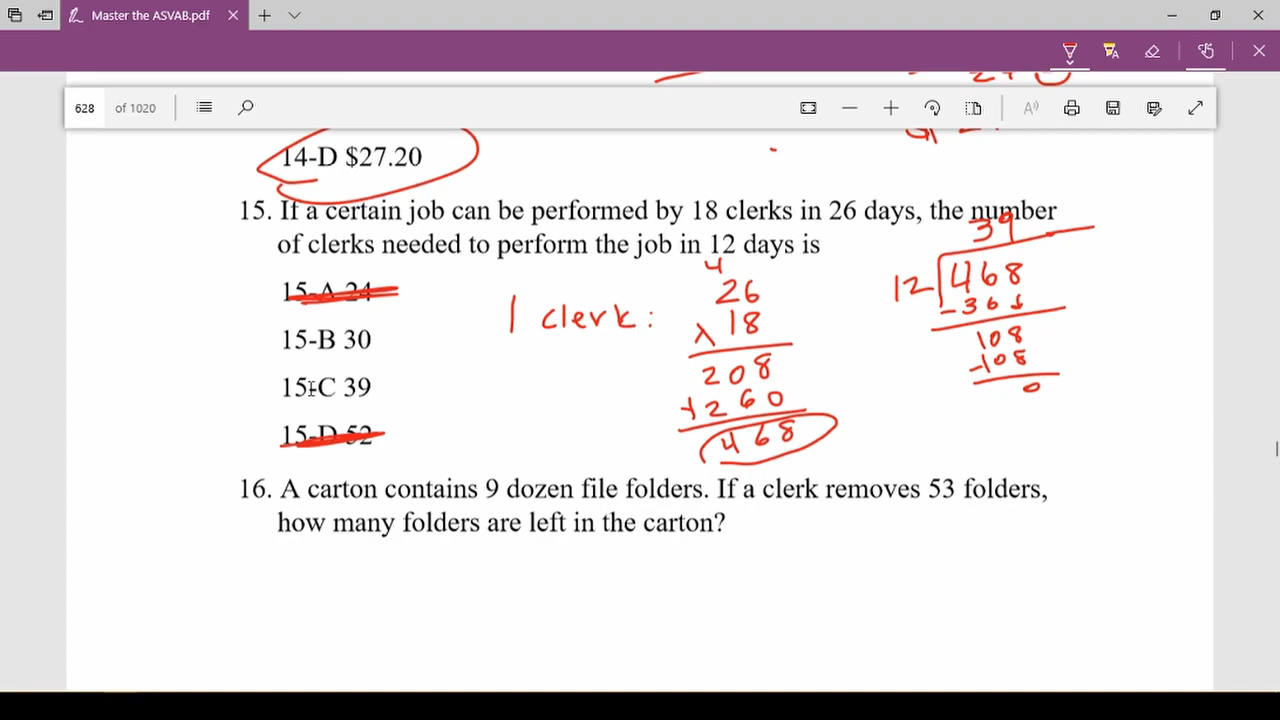 Master the ASVAB.pdf
628 of 1020
14-D $27.20
15. If a certain job can be performed by 18 clerks in 26 days, the number
of clerks needed to perform the job in 12 days is
15-A 24
15-B 30
15-C 39
15-D 52
1 clerk:
4
26
x 18
208
+260
468
39
12 468
-36↓
108
-108
0
16. A carton contains 9 dozen file folders. If a clerk removes 53 folders,
how many folders are left in the carton?